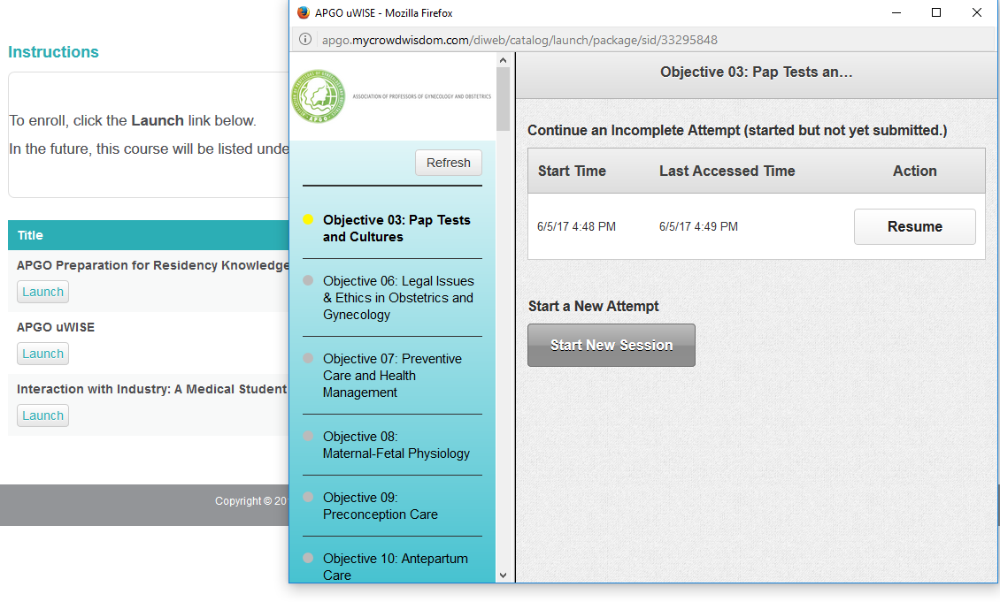 Instructions
To enroll, click the Launch link below.
In the future, this course will be listed unde
Title
APGO Preparation for Residency Knowledge
Launch
APGO uWISE
Launch
Interaction with Industry: A Medical Student
Launch
Copyright © 20
APGO uWISE - Mozilla Firefox
apgo.mycrowdwisdom.com/diweb/catalog/launch/package/sid/33295848
APGO
ASSOCIATION OF PROFESSORS OF GYNECOLOGY AND OBSTETRICS
Refresh
Objective 03: Pap Tests
and Cultures
Objective 06: Legal Issues
& Ethics in Obstetrics and
Gynecology
Objective 07: Preventive
Care and Health
Management
Objective 08:
Maternal-Fetal Physiology
Objective 09:
Preconception Care
Objective 10: Antepartum
Care
Objective 03: Pap Tests an…
Continue an Incomplete Attempt (started but not yet submitted.)
Start Time Last Accessed Time Action
6/5/17 4:48 PM 6/5/17 4:49 PM Resume
Start a New Attempt
Start New Session